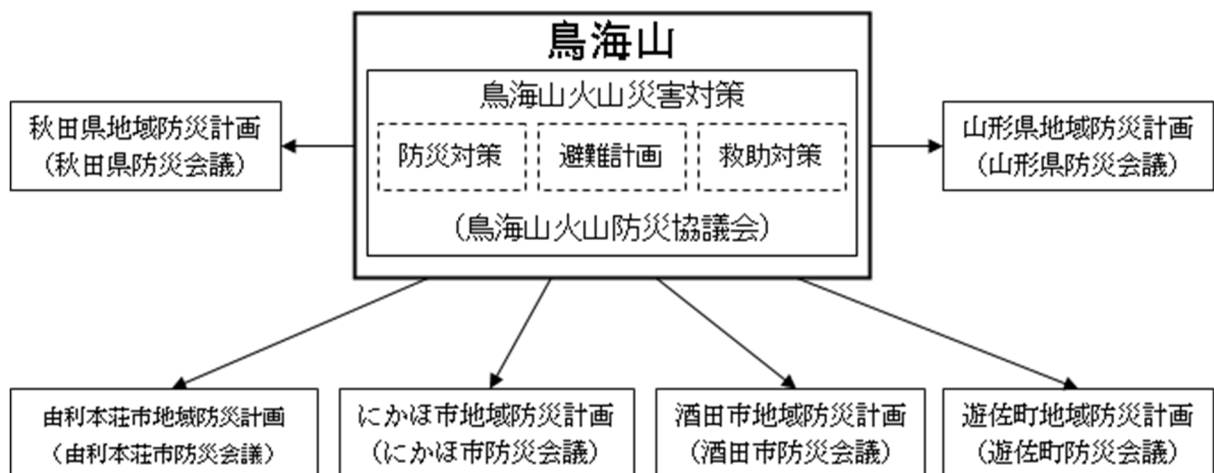 鳥海山
鳥海山火山災害対策
防災対策
避難計画
救助対策
(鳥海山火山防災協議会)
秋田県地域防災計画
(秋田県防災会議)
山形県地域防災計画
(山形県防災会議)
由利本荘市地域防災計画
(由利本荘市防災会議)
にかほ市地域防災計画
(にかほ市防災会議)
酒田市地域防災計画
(酒田市防災会議)
遊佐町地域防災計画
(遊佐町防災会議)